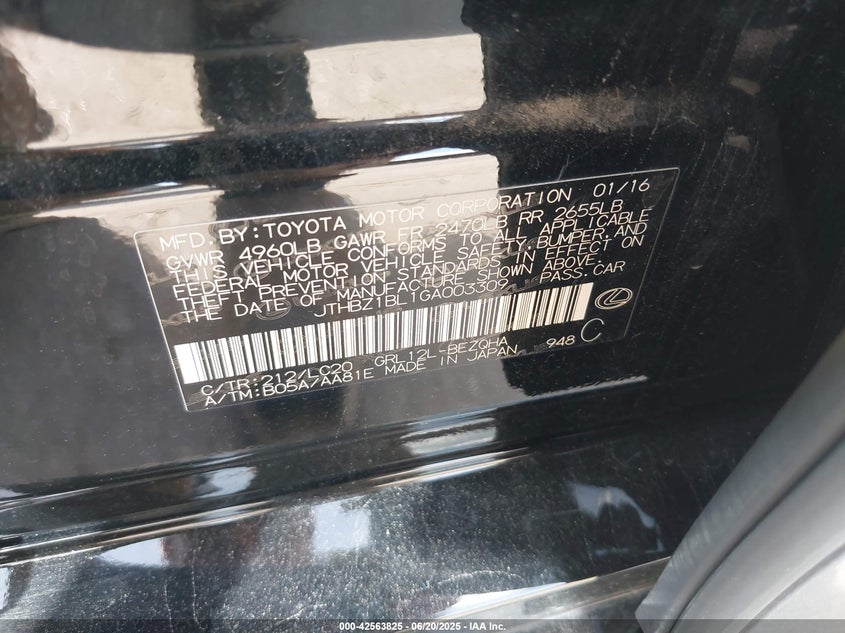 MFD. BY: TOYOTA MOTOR CORPORATION 01/16
GVWR 4960LB GAWR FR 2470LB RR 2655LB
THIS VEHICLE CONFORMS TO ALL APPLICABLE
FEDERAL MOTOR VEHICLE SAFETY, BUMPER, AND
THEFT PREVENTION STANDARDS IN EFFECT ON
THE DATE OF MANUFACTURE SHOWN ABOVE.
JTHBZ1BL1GA003309 PASS.CAR
C/TR:212/LC20 GRL12L-BEZQHA 948 C
A/TM:B05A/AA81E MADE IN JAPAN
000-42563825 - 06/20/2025 - IAA Inc.